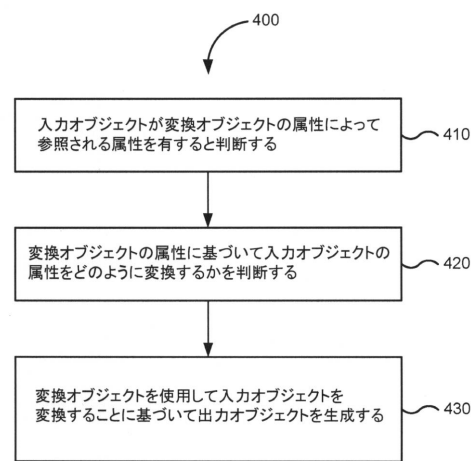 400
入力オブジェクトが変換オブジェクトの属性によって
参照される属性を有すると判断する
410
変換オブジェクトの属性に基づいて入力オブジェクトの
属性をどのように変換するかを判断する
420
変換オブジェクトを使用して入力オブジェクトを
変換することに基づいて出力オブジェクトを生成する
430